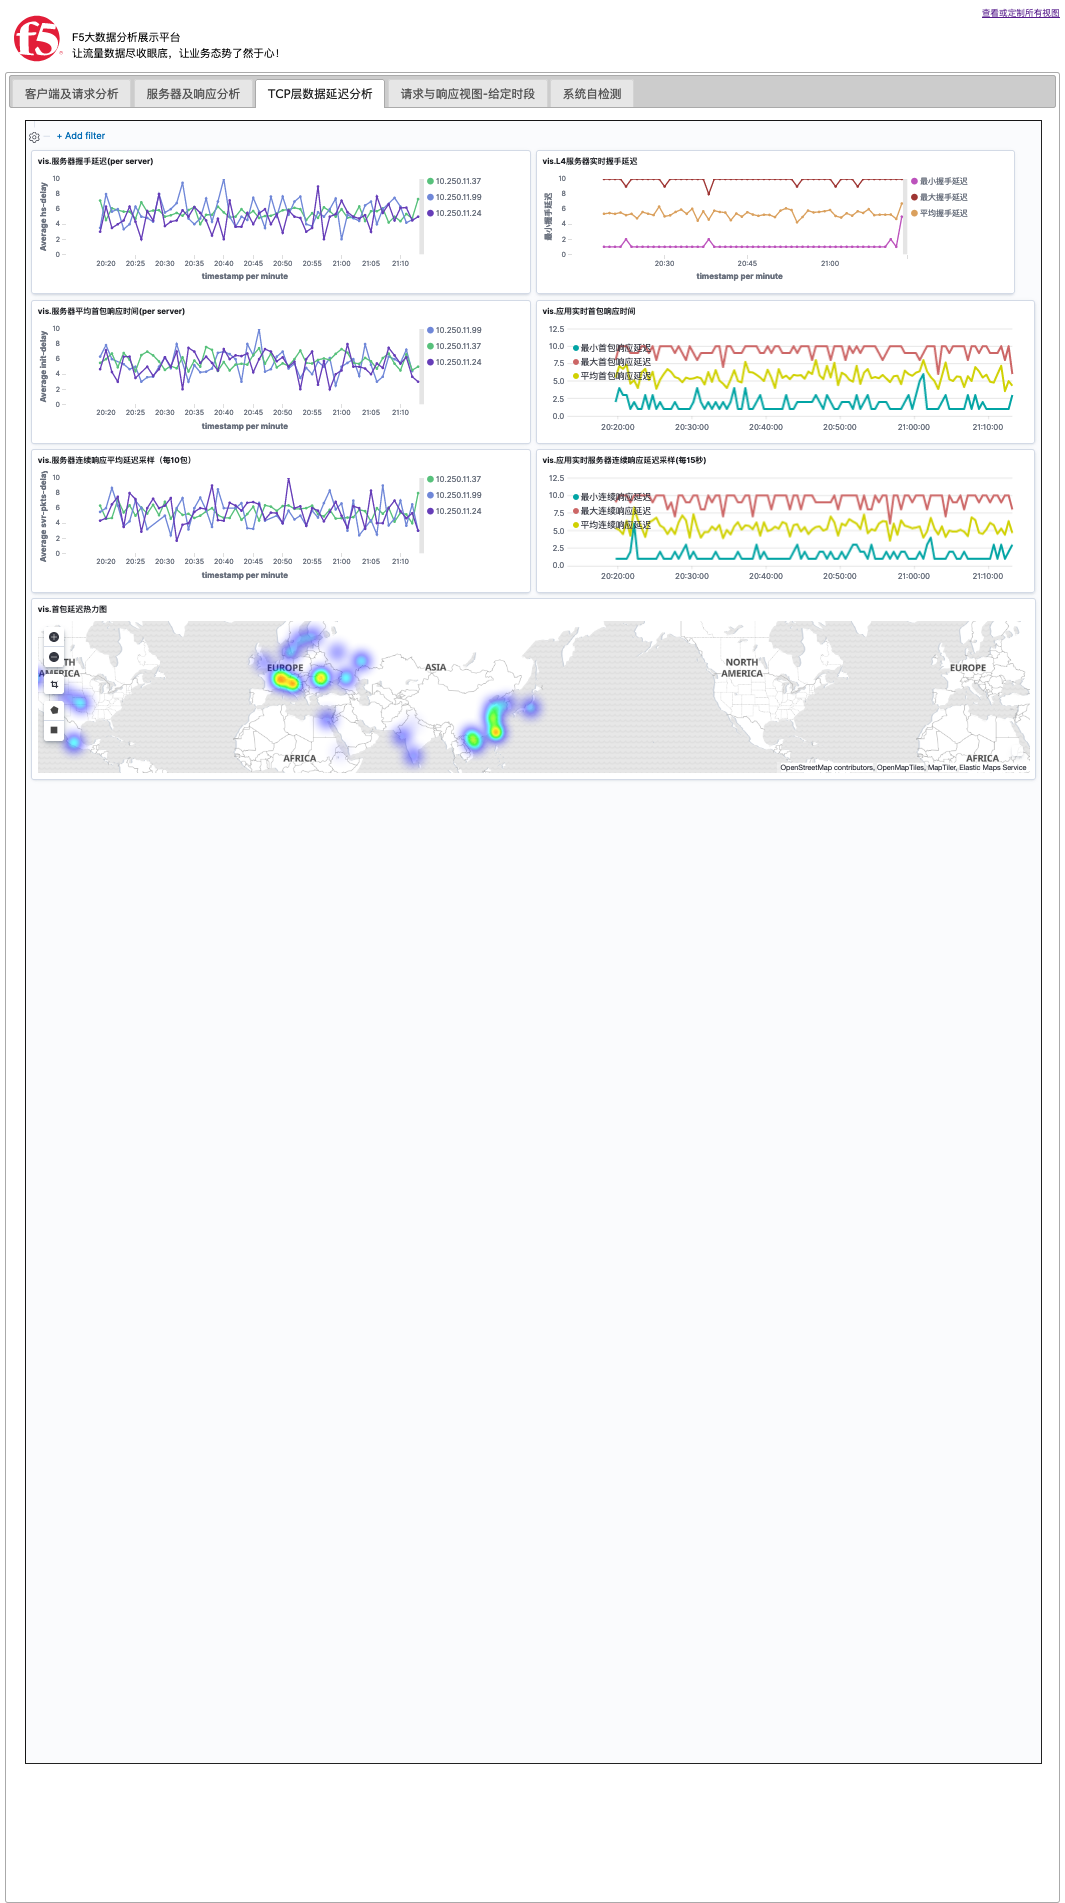 查看或定制所有视图
f5
F5大数据分析展示平台
让流量数据尽收眼底，让业务态势了然于心！
客户端及请求分析
服务器及响应分析
TCP层数据延迟分析
请求与响应视图-给定时段
系统自检测
+ Add filter
vis.服务器握手延迟(per server)
Average hs-delay
10
8
6
4
2
0
20:20 20:25 20:30 20:35 20:40 20:45 20:50 20:55 21:00 21:05 21:10
timestamp per minute
10.250.11.37
10.250.11.99
10.250.11.24
vis.L4服务器实时握手延迟
最小握手延迟
10
8
6
4
2
0
20:30 20:45 21:00
timestamp per minute
最小握手延迟
最大握手延迟
平均握手延迟
vis.服务器平均首包响应时间(per server)
Average init-delay
10
8
6
4
2
0
20:20 20:25 20:30 20:35 20:40 20:45 20:50 20:55 21:00 21:05 21:10
timestamp per minute
10.250.11.99
10.250.11.37
10.250.11.24
vis.应用实时首包响应时间
12.5
10.0
7.5
5.0
2.5
0.0
最小首包响应延迟
最大首包响应延迟
平均首包响应延迟
20:20:00 20:30:00 20:40:00 20:50:00 21:00:00 21:10:00
vis.服务器连续响应平均延迟采样（每10包）
Average svr-pkts-delay
10
8
6
4
2
0
20:20 20:25 20:30 20:35 20:40 20:45 20:50 20:55 21:00 21:05 21:10
timestamp per minute
10.250.11.37
10.250.11.99
10.250.11.24
vis.应用实时服务器连续响应延迟采样(每15秒)
12.5
10.0
7.5
5.0
2.5
0.0
最小连续响应延迟
最大连续响应延迟
平均连续响应延迟
20:20:00 20:30:00 20:40:00 20:50:00 21:00:00 21:10:00
vis.首包延迟热力图
TH
AMERICA
EUROPE
ASIA
AFRICA
NORTH
AMERICA
EUROPE
AFRICA
OpenStreetMap contributors, OpenMapTiles, MapTiler, Elastic Maps Service